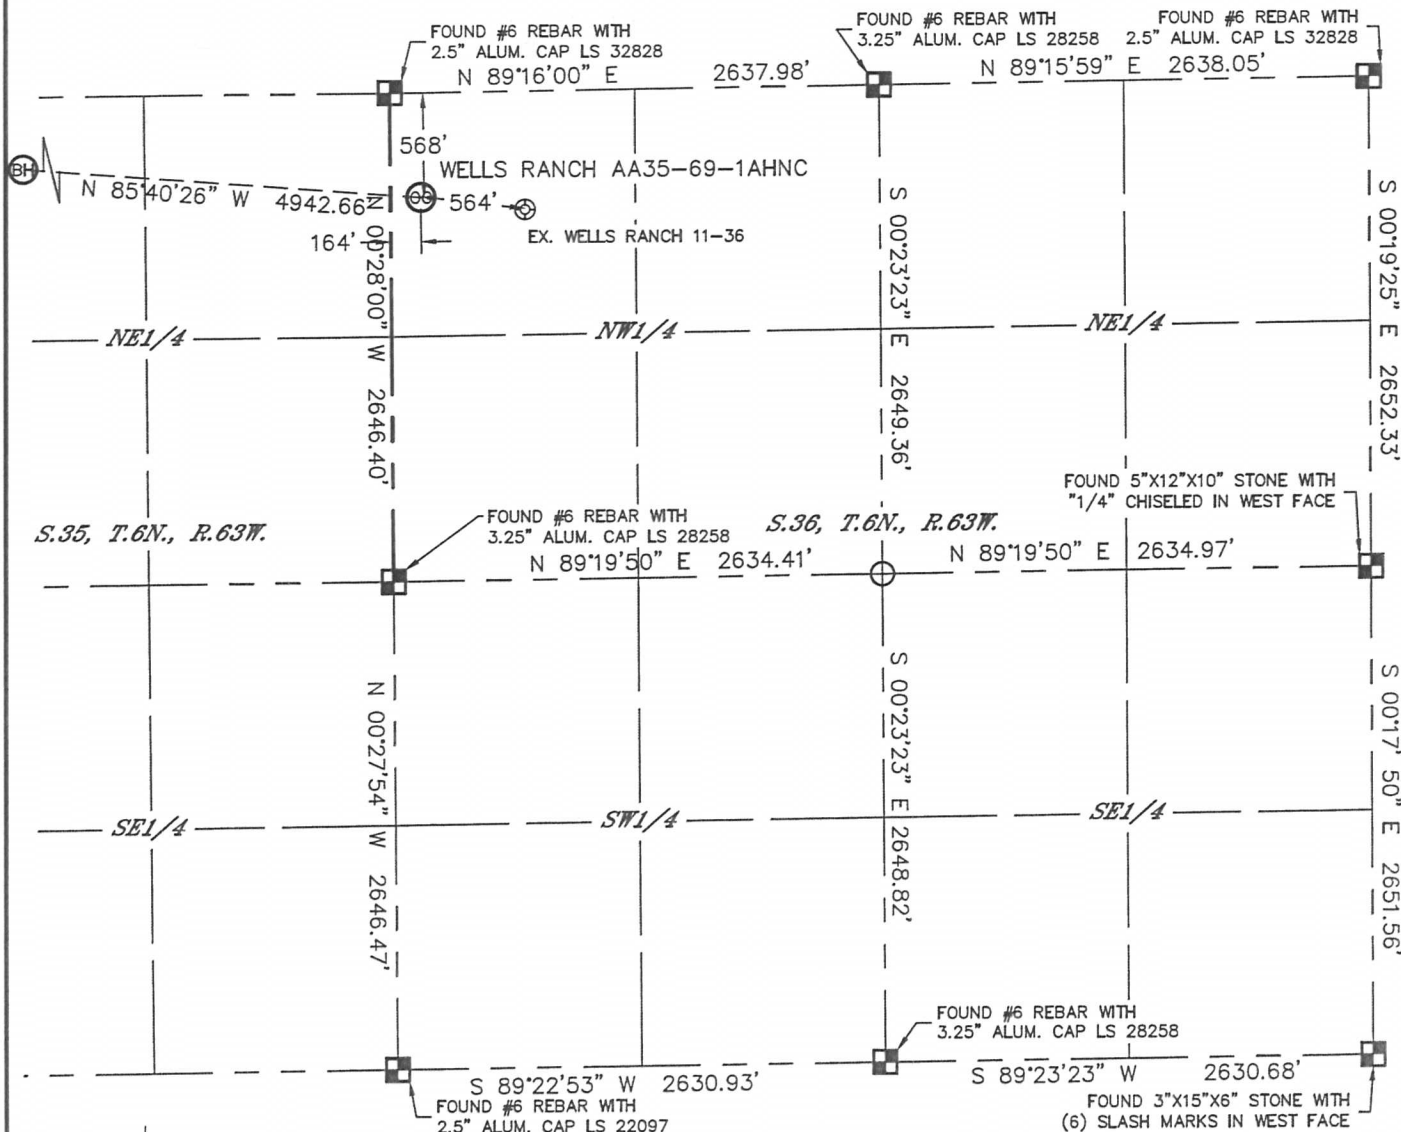 FOUND #6 REBAR WITH
2.5" ALUM. CAP LS 32828
FOUND #6 REBAR WITH
3.25" ALUM. CAP LS 28258
FOUND #6 REBAR WITH
2.5" ALUM. CAP LS 32828
N 89°16'00" E 2637.98'
N 89°15'59" E 2638.05'
568'
WELLS RANCH AA35-69-1AHNC
BH
N 85°40'26" W 4942.66'
564'
EX. WELLS RANCH 11-36
164'
N 00°28'00" W 2646.40'
S 00°23'23" E 2649.36'
S 00°19'25" E 2652.33'
NE1/4
NW1/4
NE1/4
FOUND 5"X12"X10" STONE WITH
"1/4" CHISELED IN WEST FACE
S.35, T.6N., R.63W.
FOUND #6 REBAR WITH
3.25" ALUM. CAP LS 28258
S.36, T.6N., R.63W.
N 89°19'50" E 2634.41'
N 89°19'50" E 2634.97'
N 00°27'54" W 2646.47'
S 00°23'23" E 2648.82'
S 00°17' 50" E 2651.56'
SE1/4
SW1/4
SE1/4
FOUND #6 REBAR WITH
3.25" ALUM. CAP LS 28258
S 89°22'53" W 2630.93'
S 89°23'23" W 2630.68'
FOUND #6 REBAR WITH
2.5" ALUM. CAP LS 22097
FOUND 3"X15"X6" STONE WITH
(6) SLASH MARKS IN WEST FACE